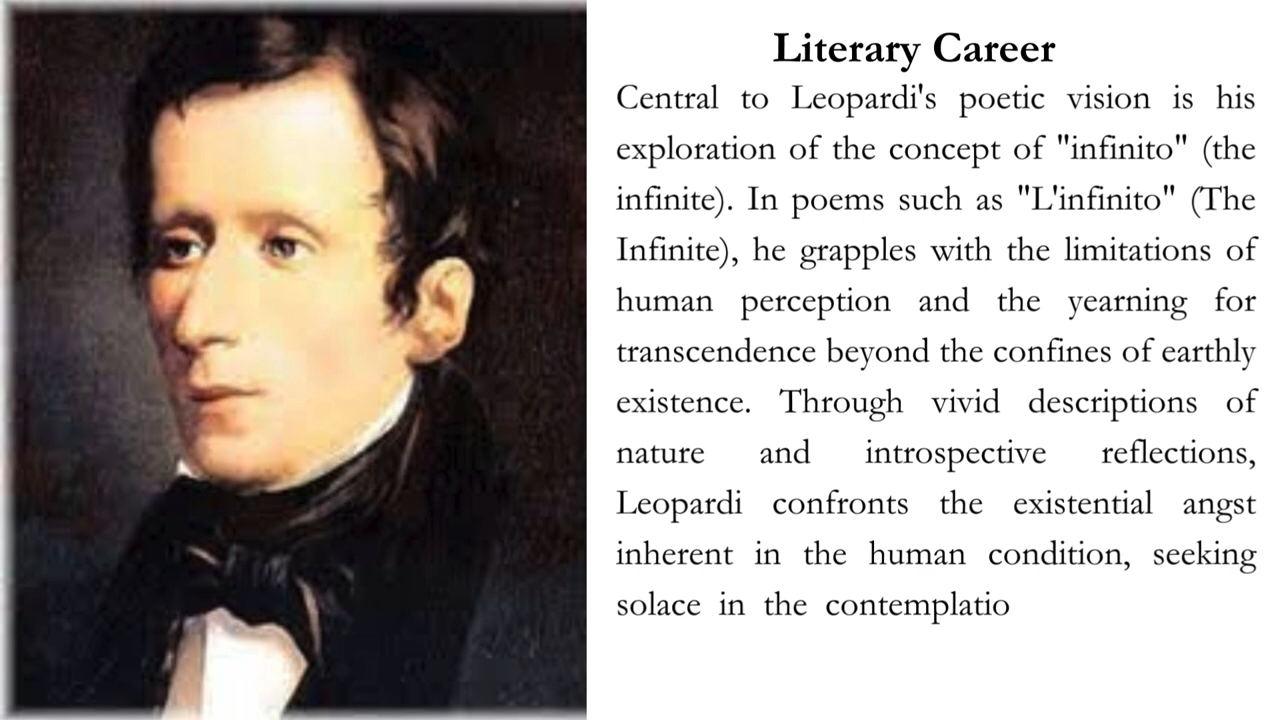 Literary Career
Central to Leopardi's poetic vision is his
exploration of the concept of "infinito" (the
infinite). In poems such as "L'infinito" (The
Infinite), he grapples with the limitations of
human perception and the yearning for
transcendence beyond the confines of earthly
existence. Through vivid descriptions of
nature and introspective reflections,
Leopardi confronts the existential angst
inherent in the human condition, seeking
solace in the contemplatio